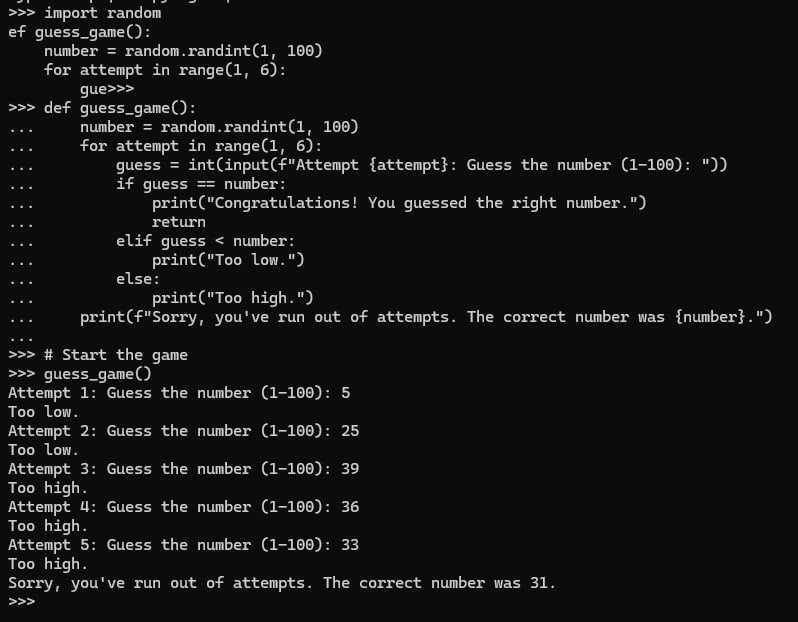 >>> import random
ef guess_game():
    number = random.randint(1, 100)
    for attempt in range(1, 6):
        gue>>>
>>> def guess_game():
...     number = random.randint(1, 100)
...     for attempt in range(1, 6):
...         guess = int(input(f"Attempt {attempt}: Guess the number (1-100): "))
...         if guess == number:
...             print("Congratulations! You guessed the right number.")
...             return
...         elif guess < number:
...             print("Too low.")
...         else:
...             print("Too high.")
...     print(f"Sorry, you've run out of attempts. The correct number was {number}.")
...
>>> # Start the game
>>> guess_game()
Attempt 1: Guess the number (1-100): 5
Too low.
Attempt 2: Guess the number (1-100): 25
Too low.
Attempt 3: Guess the number (1-100): 39
Too high.
Attempt 4: Guess the number (1-100): 36
Too high.
Attempt 5: Guess the number (1-100): 33
Too high.
Sorry, you've run out of attempts. The correct number was 31.
>>>